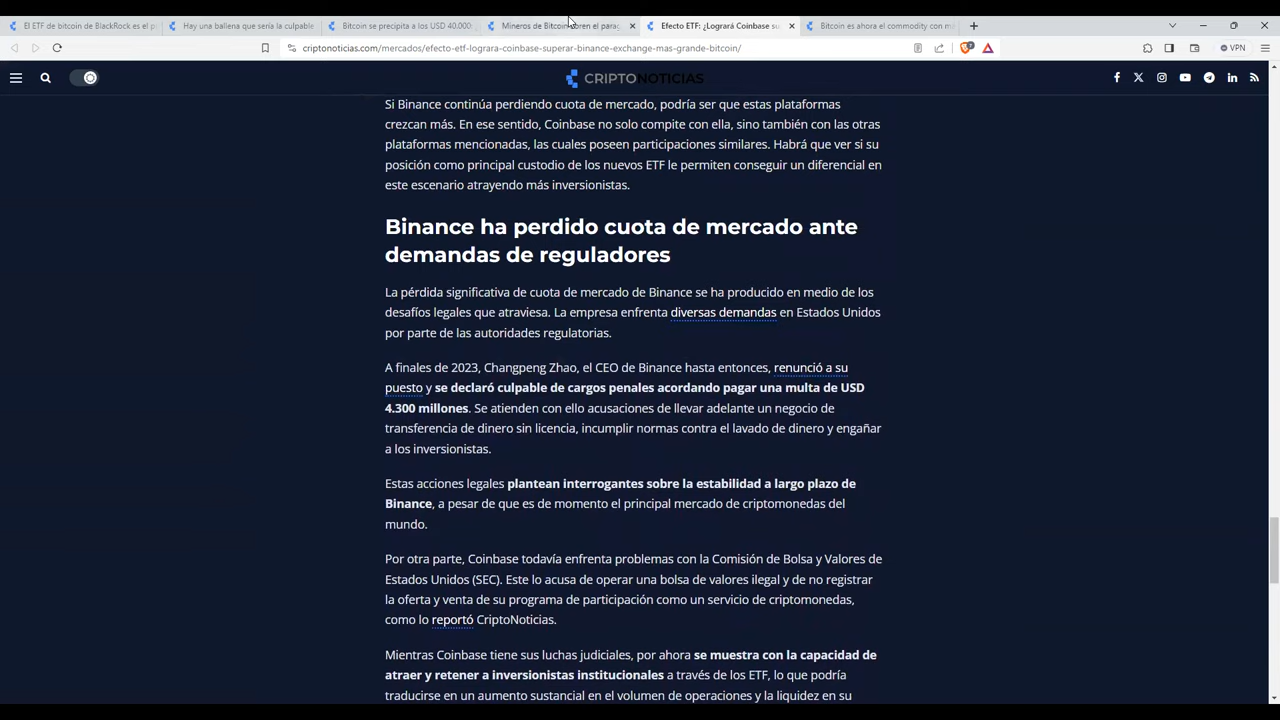 El ETF de bitcoin de BlackRock es el p
Hay una ballena que sería la culpable
Bitcoin se precipita a los USD 40.000:
Mineros de Bitcoin abren el parag
Efecto ETF: ¿Logrará Coinbase su
Bitcoin es ahora el commodity con m
criptonoticias.com/mercados/efecto-etf-lograra-coinbase-superar-binance-exchange-mas-grande-bitcoin/
VPN
CRIPTONOTICIAS
Si Binance continúa perdiendo cuota de mercado, podría ser que estas plataformas
crezcan más. En ese sentido, Coinbase no solo compite con ella, sino también con las otras
plataformas mencionadas, las cuales poseen participaciones similares. Habrá que ver si su
posición como principal custodio de los nuevos ETF le permiten conseguir un diferencial en
este escenario atrayendo más inversionistas.
Binance ha perdido cuota de mercado ante
demandas de reguladores
La pérdida significativa de cuota de mercado de Binance se ha producido en medio de los
desafíos legales que atraviesa. La empresa enfrenta diversas demandas en Estados Unidos
por parte de las autoridades regulatorias.
A finales de 2023, Changpeng Zhao, el CEO de Binance hasta entonces, renunció a su
puesto y se declaró culpable de cargos penales acordando pagar una multa de USD
4.300 millones. Se atienden con ello acusaciones de llevar adelante un negocio de
transferencia de dinero sin licencia, incumplir normas contra el lavado de dinero y engañar
a los inversionistas.
Estas acciones legales plantean interrogantes sobre la estabilidad a largo plazo de
Binance, a pesar de que es de momento el principal mercado de criptomonedas del
mundo.
Por otra parte, Coinbase todavía enfrenta problemas con la Comisión de Bolsa y Valores de
Estados Unidos (SEC). Este lo acusa de operar una bolsa de valores ilegal y de no registrar
la oferta y venta de su programa de participación como un servicio de criptomonedas,
como lo reportó CriptoNoticias.
Mientras Coinbase tiene sus luchas judiciales, por ahora se muestra con la capacidad de
atraer y retener a inversionistas institucionales a través de los ETF, lo que podría
traducirse en un aumento sustancial en el volumen de operaciones y la liquidez en su